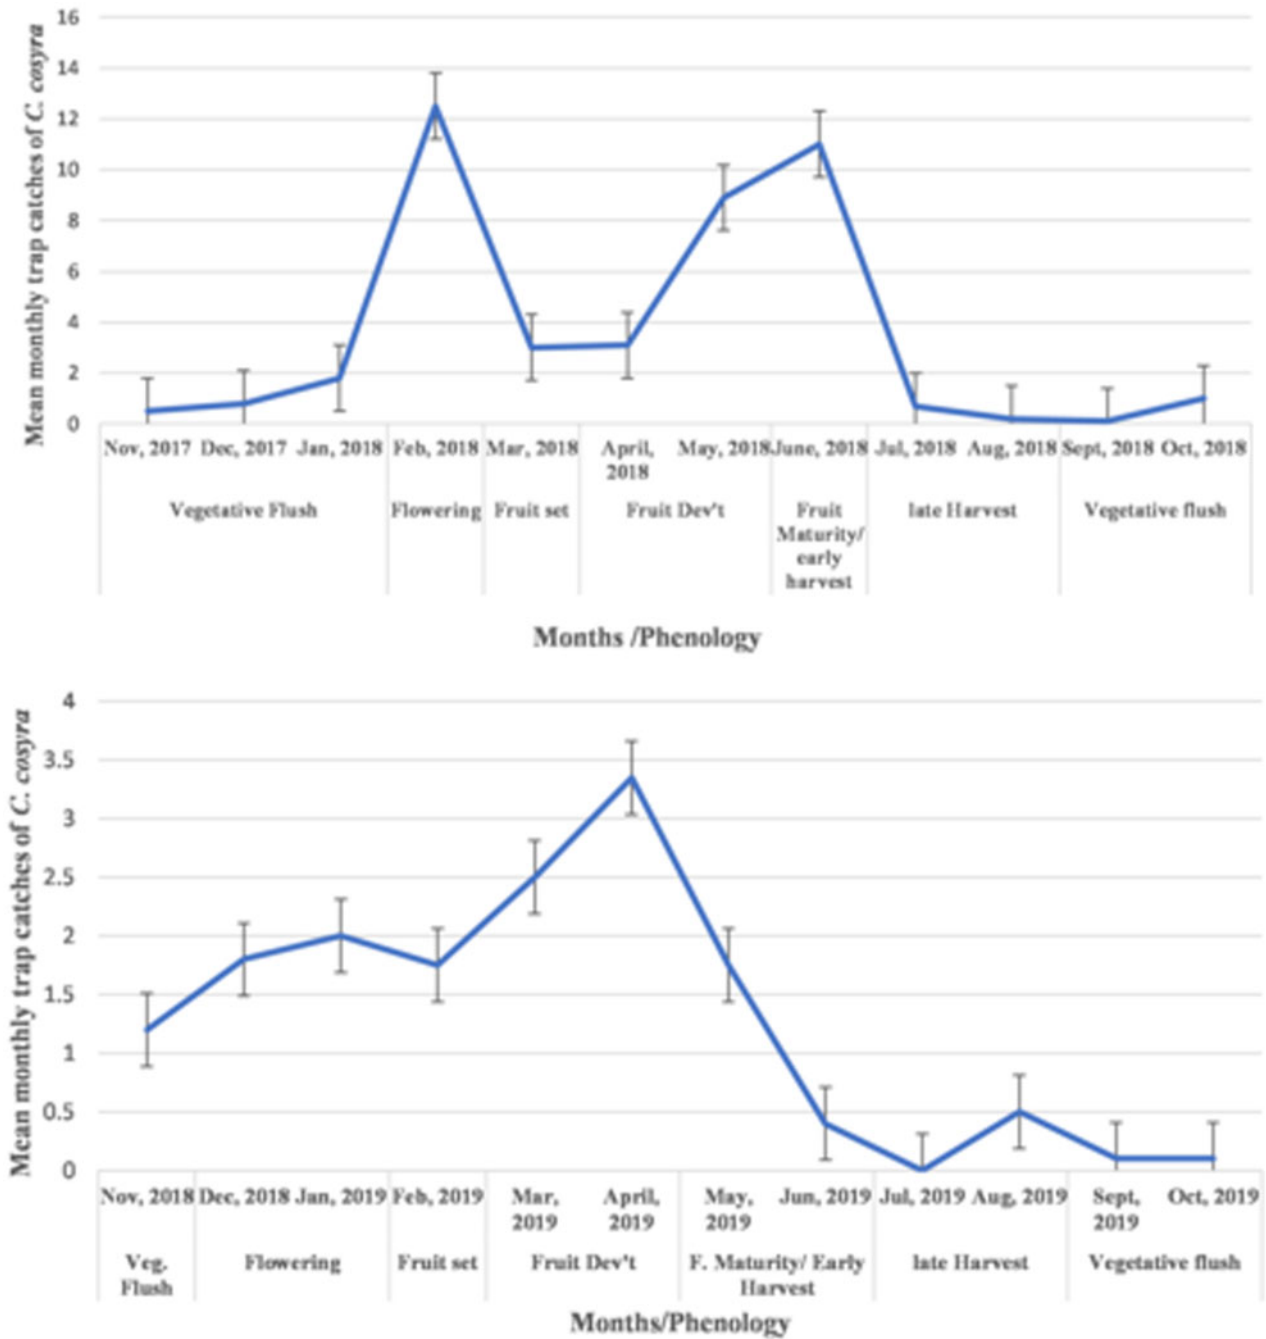 Mean monthly trap catches of C. cosyra
16
14
12
10
8
6
4
2
0
Nov, 2017 Dec, 2017 Jan, 2018 Feb, 2018 Mar, 2018 April, May, 2018 June, 2018 Jul, 2018 Aug, 2018 Sept, 2018 Oct, 2018
2018
Vegetative Flush Flowering Fruit set Fruit Dev't Fruit late Harvest Vegetative flush
Maturity/
early
harvest
Months /Phenology
Mean monthly trap catches of C. cosyra
4
3.5
3
2.5
2
1.5
1
0.5
0
Nov, 2018 Dec, 2018 Jan, 2019 Feb, 2019 Mar, April, May, Jun, 2019 Jul, 2019 Aug, 2019 Sept, Oct, 2019
2019 2019 2019 2019
Veg. Flowering Fruit set Fruit Dev't F. Maturity/ Early late Harvest Vegetative flush
Flush Harvest
Months/Phenology